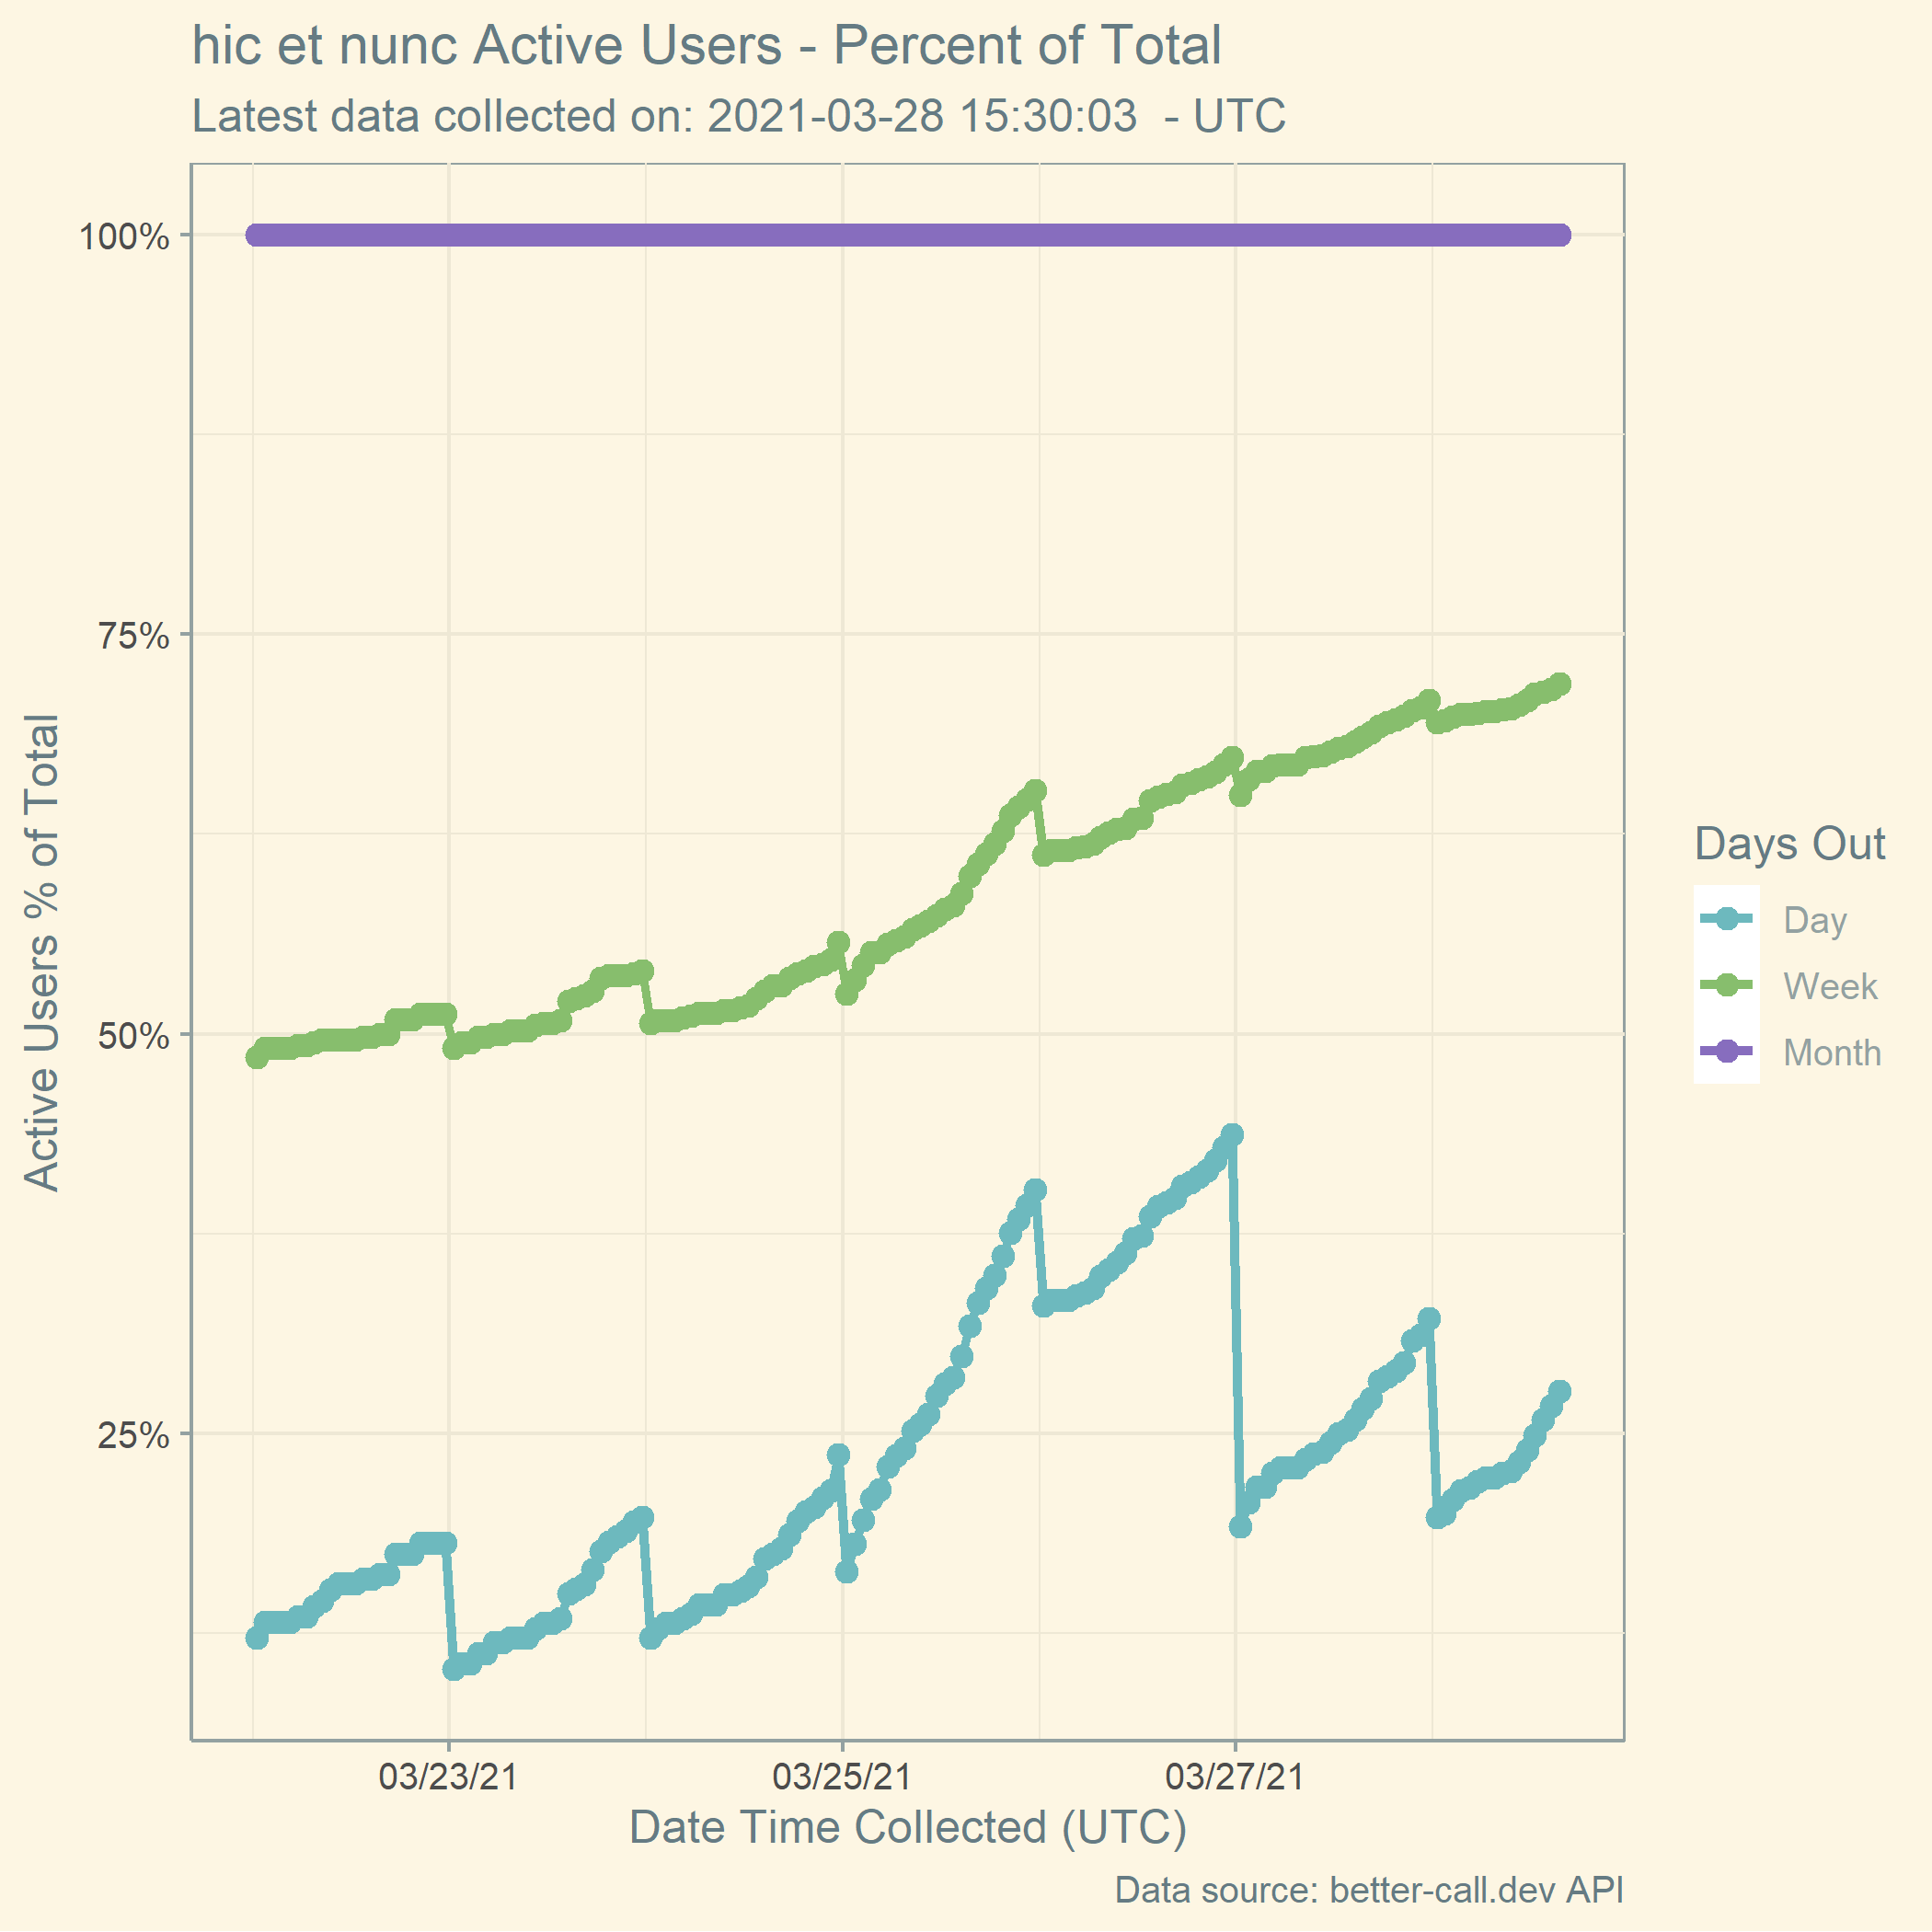 hic et nunc Active Users - Percent of Total
Latest data collected on: 2021-03-28 15:30:03  - UTC
Active Users % of Total
100%
75%
50%
25%
03/23/21
03/25/21
03/27/21
Date Time Collected (UTC)
Days Out
Day
Week
Month
Data source: better-call.dev API